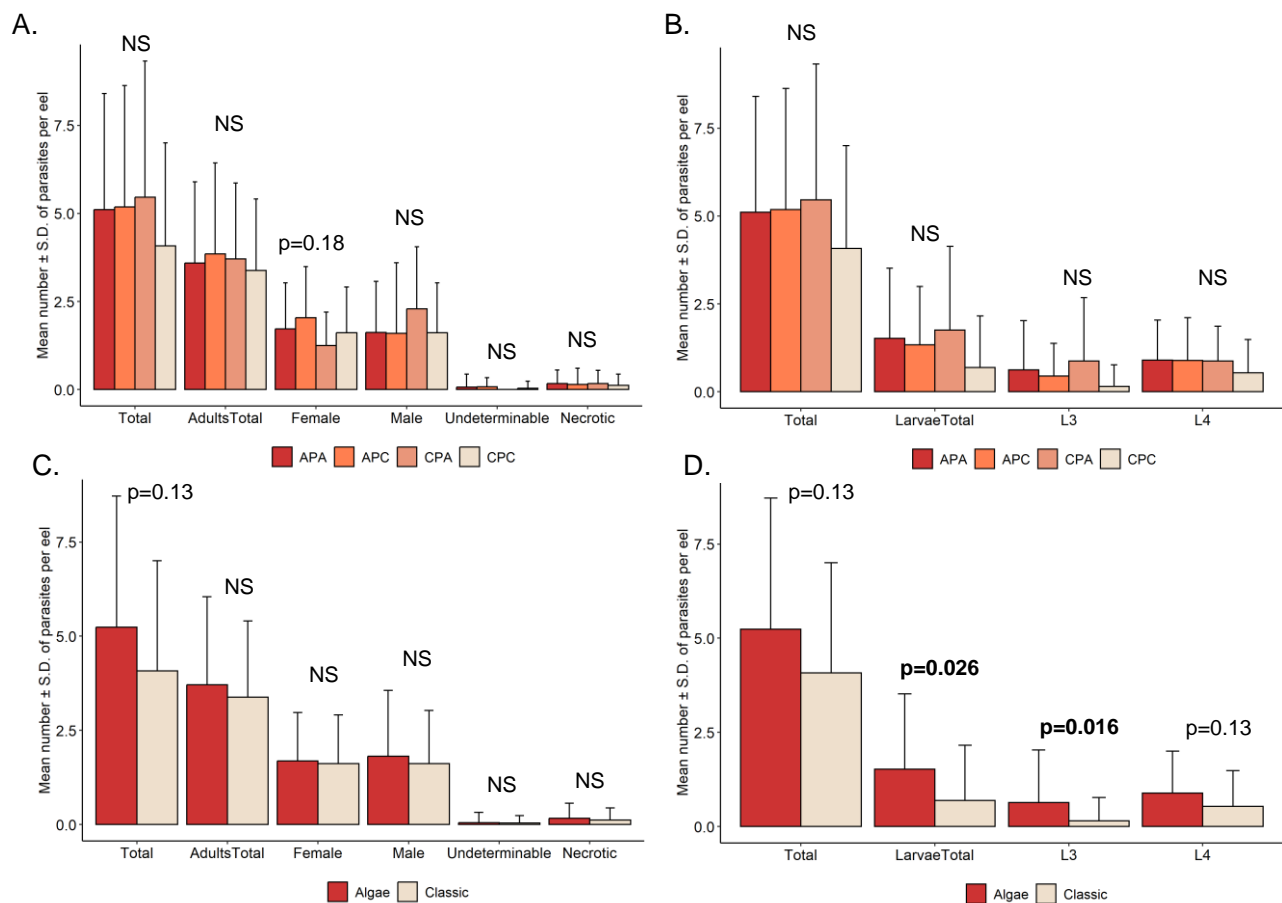 A.
NS
NS
p=0.18
NS
NS
NS
Mean number ± S.D. of parasites per eel
7.5
5.0
2.5
0.0
Total AdultsTotal Female Male Undeterminable Necrotic
APA APC CPA CPC
B.
NS
NS
NS
NS
Mean number ± S.D. of parasites per eel
7.5
5.0
2.5
0.0
Total LarvaeTotal L3 L4
APA APC CPA CPC
C.
p=0.13
NS
NS
NS
NS
NS
Mean number ± S.D. of parasites per eel
7.5
5.0
2.5
0.0
Total AdultsTotal Female Male Undeterminable Necrotic
Algae Classic
D.
p=0.13
p=0.026
p=0.016
p=0.13
Mean number ± S.D. of parasites per eel
7.5
5.0
2.5
0.0
Total LarvaeTotal L3 L4
Algae Classic